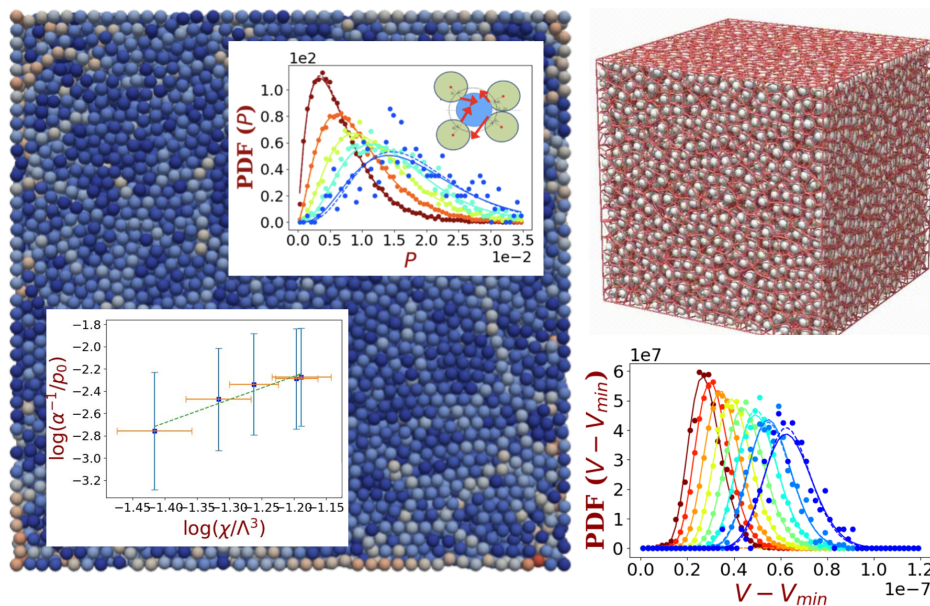 1e2
PDF (P)
1.0
0.8
0.6
0.4
0.2
0.0
0.0 0.5 1.0 1.5 2.0 2.5 3.0 3.5
P
1e−2
−1.8
−2.0
−2.2
−2.4
−2.6
−2.8
−3.0
−3.2
log(α⁻¹/p₀)
−1.45 −1.40 −1.35 −1.30 −1.25 −1.20 −1.15
log(χ/Λ³)
1e7
6
5
4
3
2
1
0
PDF (V − Vmin)
0.0 0.2 0.4 0.6 0.8 1.0 1.2
V − Vmin
1e−7